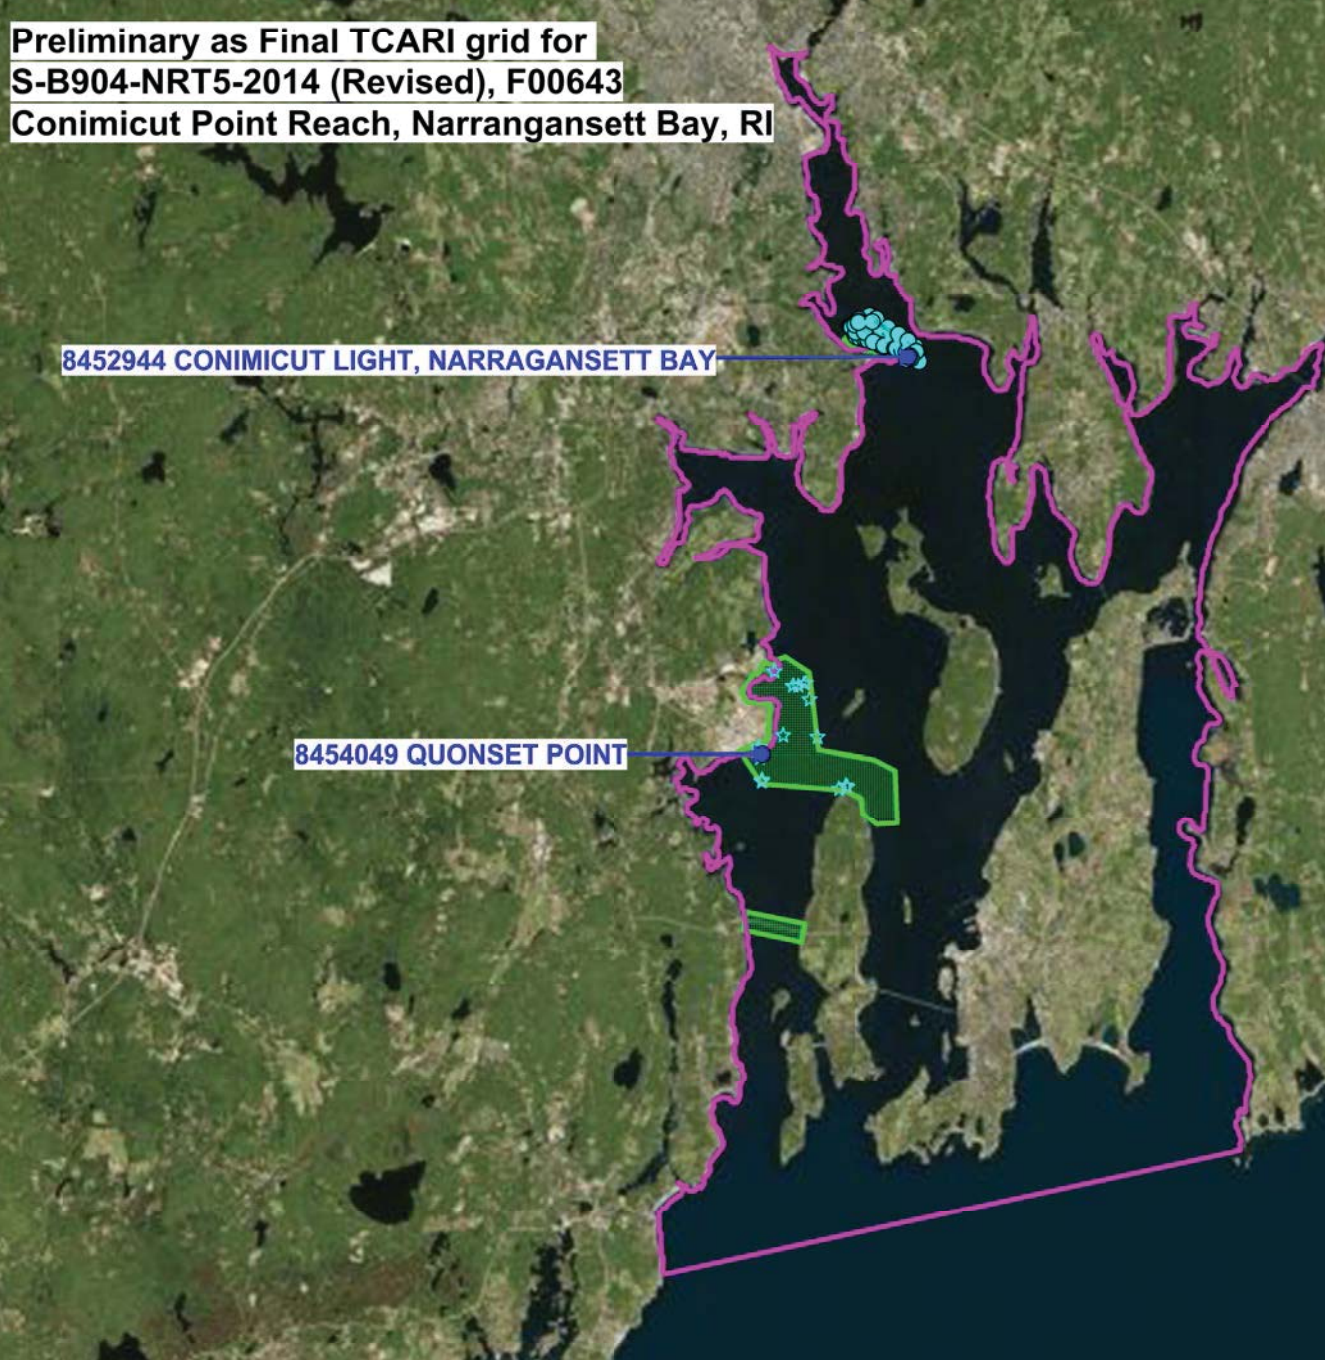 Preliminary as Final TCARI grid for
S-B904-NRT5-2014 (Revised), F00643
Conimicut Point Reach, Narrangansett Bay, RI
8452944 CONIMICUT LIGHT, NARRAGANSETT BAY
8454049 QUONSET POINT